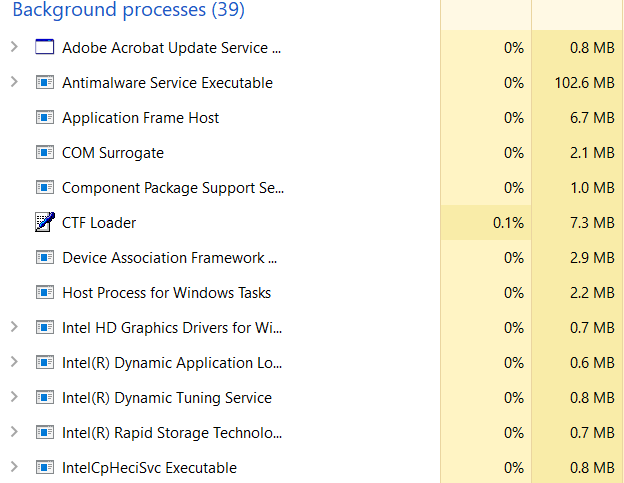 Background processes (39)
Adobe Acrobat Update Service ... 0% 0.8 MB
Antimalware Service Executable 0% 102.6 MB
Application Frame Host 0% 6.7 MB
COM Surrogate 0% 2.1 MB
Component Package Support Se... 0% 1.0 MB
CTF Loader 0.1% 7.3 MB
Device Association Framework ... 0% 2.9 MB
Host Process for Windows Tasks 0% 2.2 MB
Intel HD Graphics Drivers for Wi... 0% 0.7 MB
Intel(R) Dynamic Application Lo... 0% 0.6 MB
Intel(R) Dynamic Tuning Service 0% 0.8 MB
Intel(R) Rapid Storage Technolo... 0% 0.7 MB
IntelCpHeciSvc Executable 0% 0.8 MB